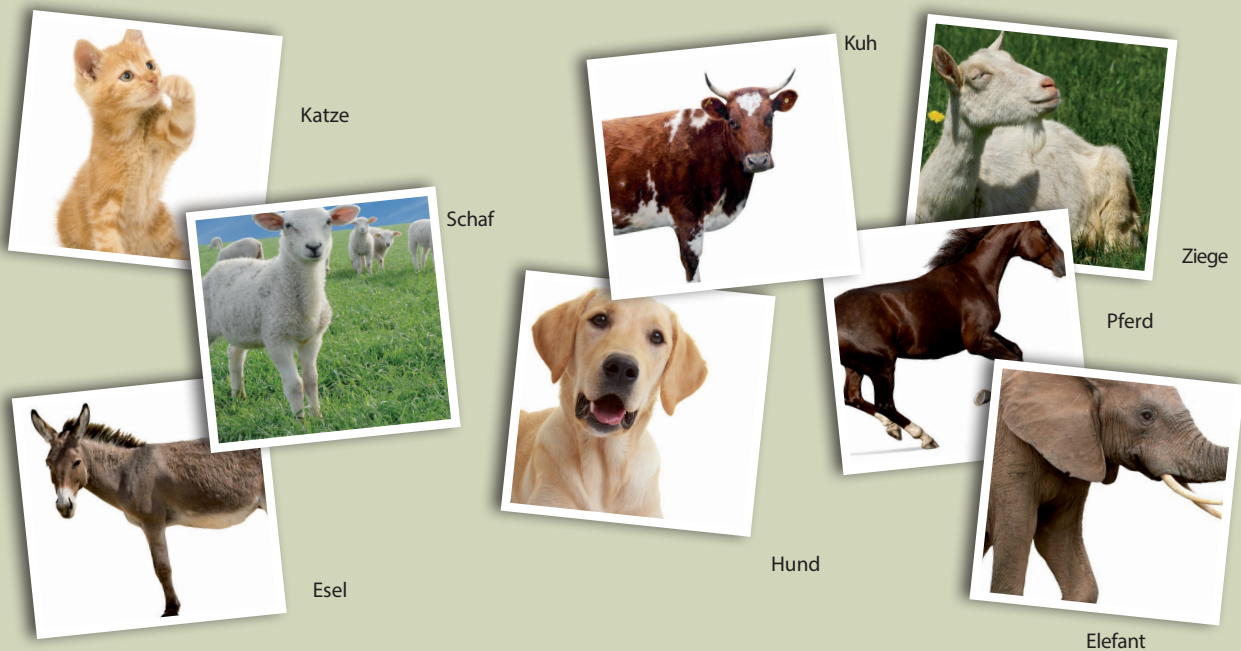 Katze
Schaf
Esel
Kuh
Hund
Ziege
Pferd
Elefant